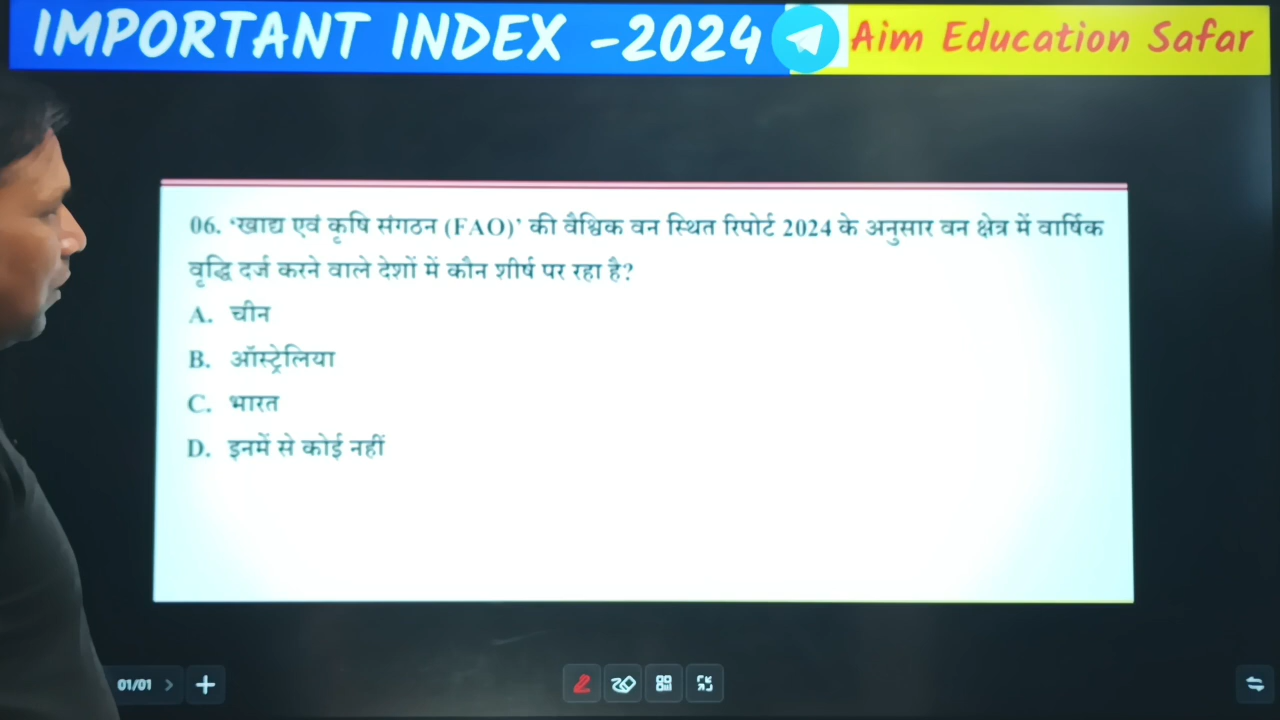 IMPORTANT INDEX -2024 Aim Education Safar
06. ‘खाद्य एवं कृषि संगठन (FAO)’ की वैश्विक वन स्थित रिपोर्ट 2024 के अनुसार वन क्षेत्र में वार्षिक
वृद्धि दर्ज करने वाले देशों में कौन शीर्ष पर रहा है?
A. चीन
B. ऑस्ट्रेलिया
C. भारत
D. इनमें से कोई नहीं
01/01